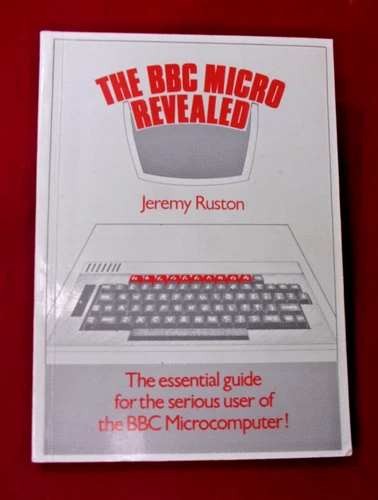 THE BBC MICRO
REVEALED
Jeremy Ruston
The essential guide
for the serious user of
the BBC Microcomputer!